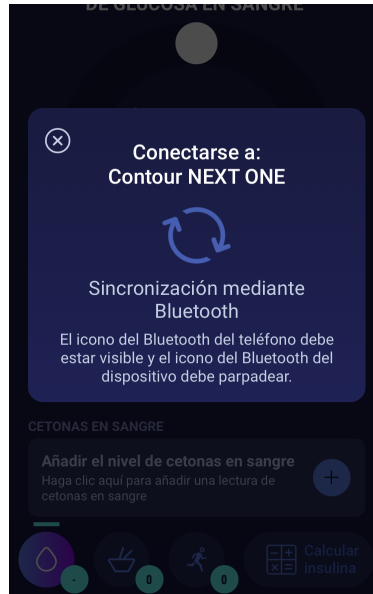 DE GLUCOSA EN SANGRE
Conectarse a:
Contour NEXT ONE
Sincronización mediante
Bluetooth
El icono del Bluetooth del teléfono debe
estar visible y el icono del Bluetooth del
dispositivo debe parpadear.
CETONAS EN SANGRE
Añadir el nivel de cetonas en sangre
Haga clic aquí para añadir una lectura de
cetonas en sangre
- 0 0
Calcular
insulina